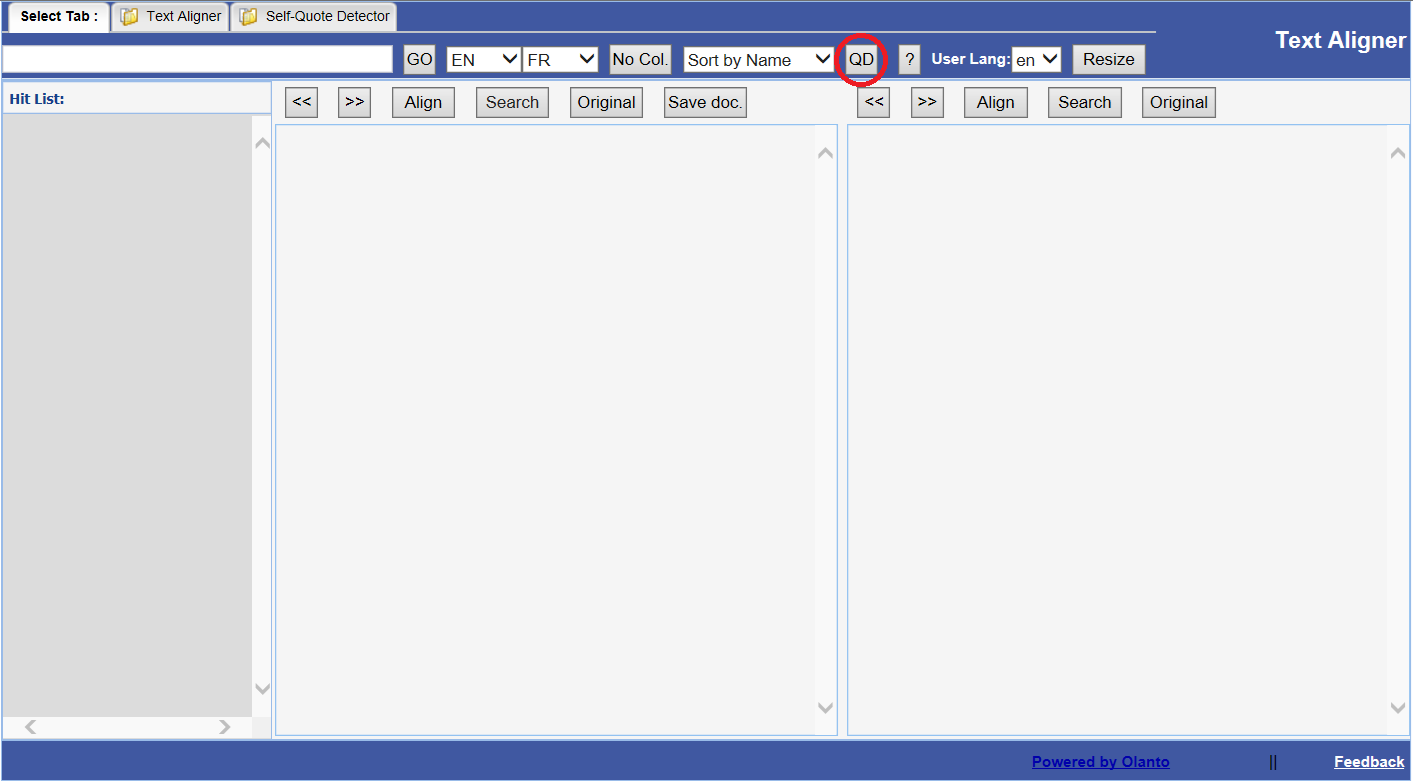 Select Tab : Text Aligner Self-Quote Detector
Text Aligner
GO EN FR No Col. Sort by Name QD ? User Lang: en Resize
Hit List:
<< >> Align Search Original Save doc. << >> Align Search Original
Powered by Olanto || Feedback